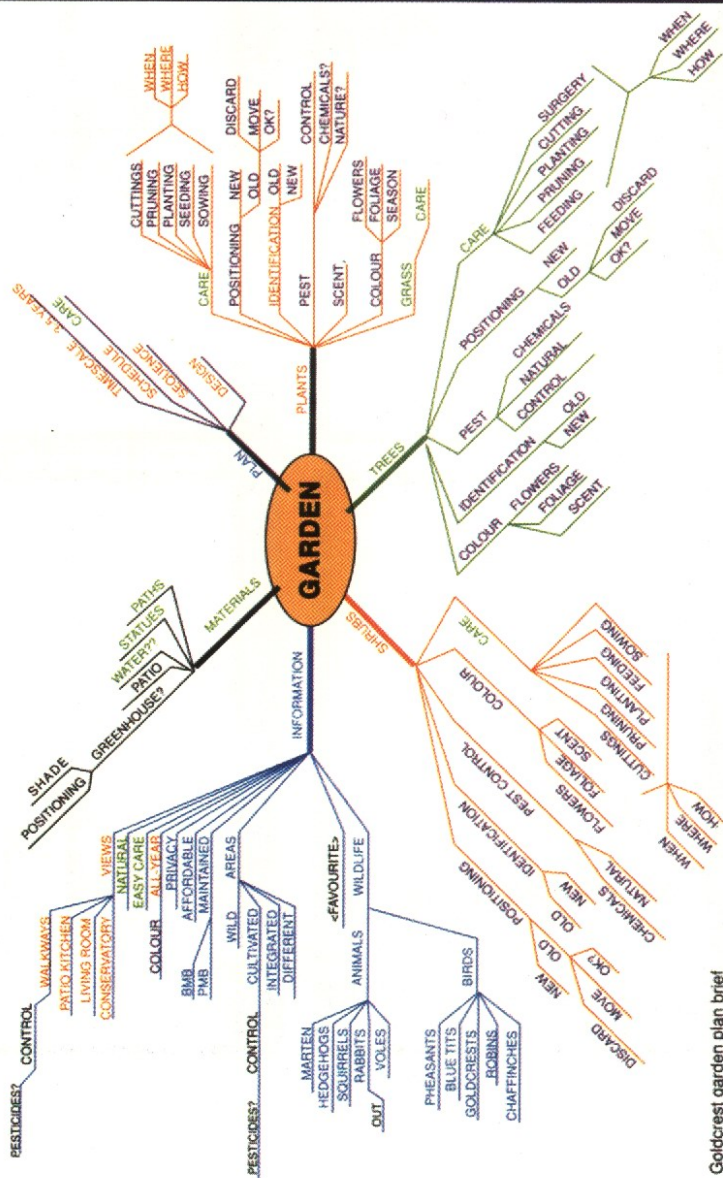 GARDEN
PLAN
TIMESCALE 3.5 YEARS
SCHEDULE CARE
SEQUENCE
DESIGN
PLANTS
CARE
CUTTINGS
PRUNING
PLANTING
SEEDING
SOWING
WHEN
WHERE
HOW
POSITIONING
NEW
OLD
DISCARD
MOVE
OK?
IDENTIFICATION
OLD
NEW
PEST
CONTROL
CHEMICALS?
NATURE?
SCENT.
COLOUR
FLOWERS
FOLIAGE
SEASON
GRASS CARE
TREES
CARE
SURGERY
CUTTING
PLANTING
PRUNING
FEEDING
WHEN
WHERE
HOW
POSITIONING
NEW
OLD
DISCARD
MOVE
OK?
PEST
CHEMICALS
NATURAL
CONTROL
IDENTIFICATION
OLD
NEW
COLOUR
FLOWERS
FOLIAGE
SCENT
SHRUBS
CARE
SOWING
FEEDING
PLANTING
PRUNING
CUTTINGS
HOW
WHERE
WHEN
COLOUR
SCENT
FOLIAGE
FLOWERS
PEST CONTROL
NATURAL
CHEMICALS
IDENTIFICATION
NEW
OLD
POSITIONING
OLD
NEW
OK?
MOVE
DISCARD
INFORMATION
VIEWS
WALKWAYS
CONTROL
PESTICIDES?
PATIO KITCHEN
LIVING ROOM
CONSERVATORY
NATURAL
EASY CARE
ALL-YEAR
COLOUR
PRIVACY
AFFORDABLE
MAINTAINED
BMB
PMB
AREAS
WILD
CULTIVATED
CONTROL
PESTICIDES?
INTEGRATED
DIFFERENT
WILDLIFE
<FAVOURITE>
ANIMALS
MARTEN
HEDGEHOGS
SQUIRRELS
RABBITS
OUT
VOLES
BIRDS
PHEASANTS
BLUE TITS
GOLDCRESTS
ROBINS
CHAFFINCHES
MATERIALS
PATHS
STATUES
WATER??
PATIO
GREENHOUSE?
SHADE
POSITIONING
Goldcrest garden plan brief